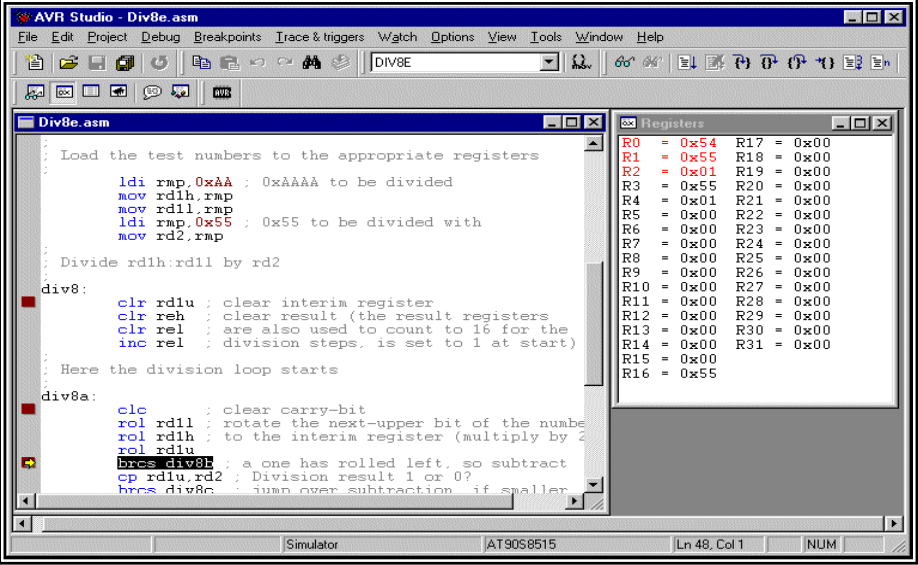 AVR Studio - Div8e.asm
File Edit Project Debug Breakpoints Trace & triggers Watch Options View Tools Window Help
DIV8E
AVR
Div8e.asm
;
; Load the test numbers to the appropriate registers
;
ldi rmp,0xAA ; 0xAAAA to be divided
mov rd1h,rmp
mov rd1l,rmp
ldi rmp,0x55 ; 0x55 to be divided with
mov rd2,rmp
;
; Divide rd1h:rd1l by rd2
;
div8:
clr rd1u ; clear interim register
clr reh ; clear result (the result registers
clr rel ; are also used to count to 16 for the
inc rel ; division steps, is set to 1 at start)
;
; Here the division loop starts
;
div8a:
clc ; clear carry-bit
rol rd1l ; rotate the next-upper bit of the numbe
rol rd1h ; to the interim register (multiply by 2
rol rd1u
brcs div8b ; a one has rolled left, so subtract
cp rd1u,rd2 ; Division result 1 or 0?
brcs div8c ; jump over subtraction, if smaller
Registers
R0 = 0x54 R17 = 0x00
R1 = 0x55 R18 = 0x00
R2 = 0x01 R19 = 0x00
R3 = 0x55 R20 = 0x00
R4 = 0x01 R21 = 0x00
R5 = 0x00 R22 = 0x00
R6 = 0x00 R23 = 0x00
R7 = 0x00 R24 = 0x00
R8 = 0x00 R25 = 0x00
R9 = 0x00 R26 = 0x00
R10 = 0x00 R27 = 0x00
R11 = 0x00 R28 = 0x00
R12 = 0x00 R29 = 0x00
R13 = 0x00 R30 = 0x00
R14 = 0x00 R31 = 0x00
R15 = 0x00
R16 = 0x55
Simulator AT90S8515 Ln 48, Col 1 NUM